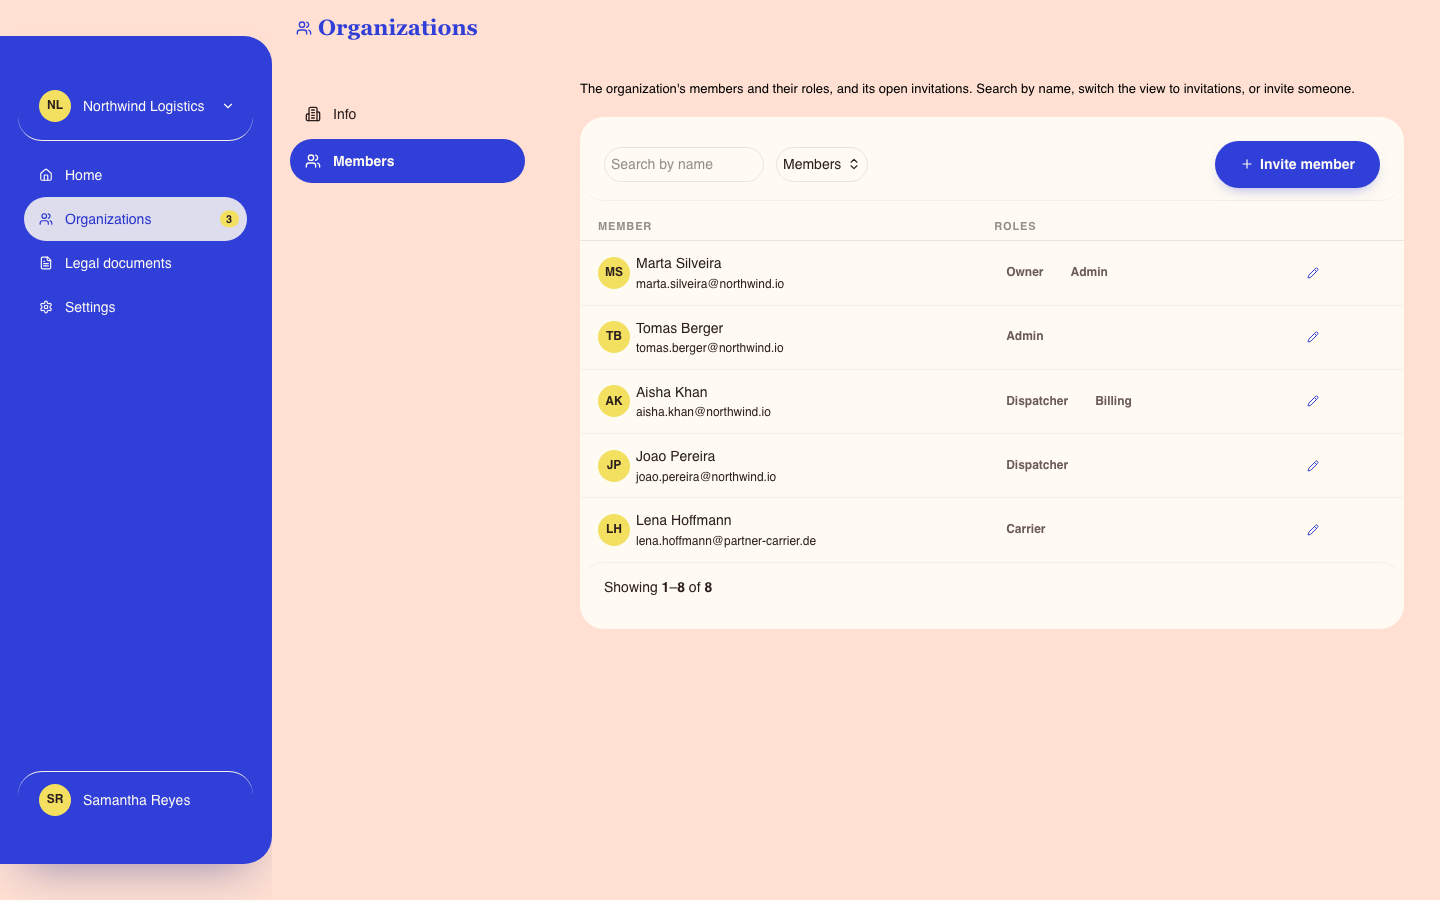 Organizations
NL Northwind Logistics
Home
Organizations 3
Legal documents
Settings
SR Samantha Reyes
Info
Members
The organization's members and their roles, and its open invitations. Search by name, switch the view to invitations, or invite someone.
Search by name Members Invite member
MEMBER ROLES
MS Marta Silveira Owner Admin
marta.silveira@northwind.io
TB Tomas Berger Admin
tomas.berger@northwind.io
AK Aisha Khan Dispatcher Billing
aisha.khan@northwind.io
JP Joao Pereira Dispatcher
joao.pereira@northwind.io
LH Lena Hoffmann Carrier
lena.hoffmann@partner-carrier.de
Showing 1–8 of 8